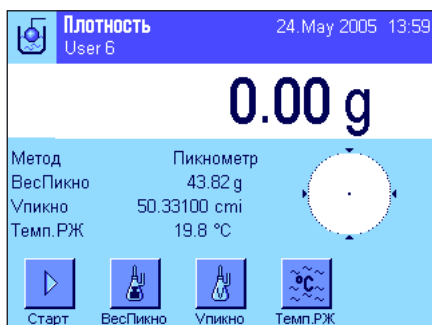 Плотность 24.May 2005 13:59
User 6
0.00 g
Метод Пикнометр
ВесПикно 43.82 g
Vпикно 50.33100 cmi
Темп.РЖ 19.8 °C
°C
Старт ВесПикно Vпикно Темп.РЖ